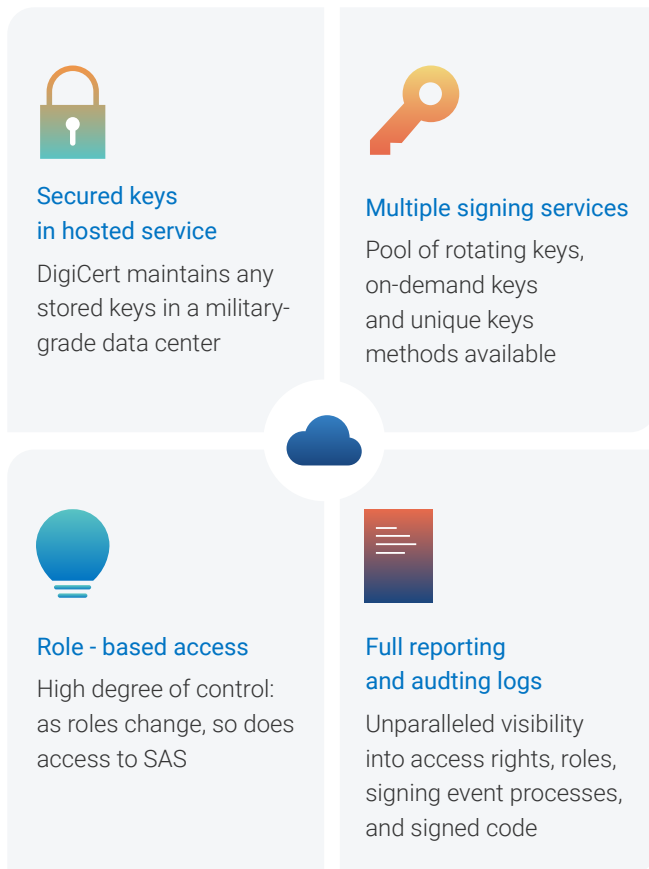 Secured keys
in hosted service
DigiCert maintains any
stored keys in a military-
grade data center
Multiple signing services
Pool of rotating keys,
on-demand keys
and unique keys
methods available
Role - based access
High degree of control:
as roles change, so does
access to SAS
Full reporting
and audting logs
Unparalleled visibility
into access rights, roles,
signing event processes,
and signed code